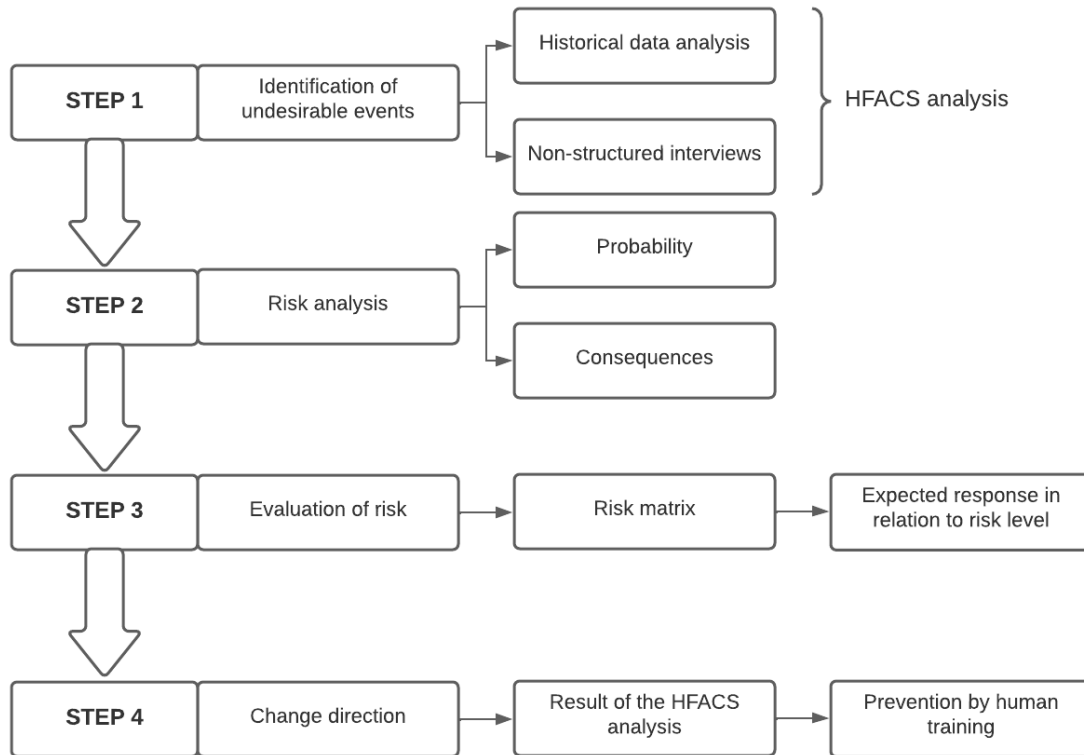 STEP 1
Identification of
undesirable events
Historical data analysis
Non-structured interviews
HFACS analysis
STEP 2
Risk analysis
Probability
Consequences
STEP 3
Evaluation of risk
Risk matrix
Expected response in
relation to risk level
STEP 4
Change direction
Result of the HFACS
analysis
Prevention by human
training